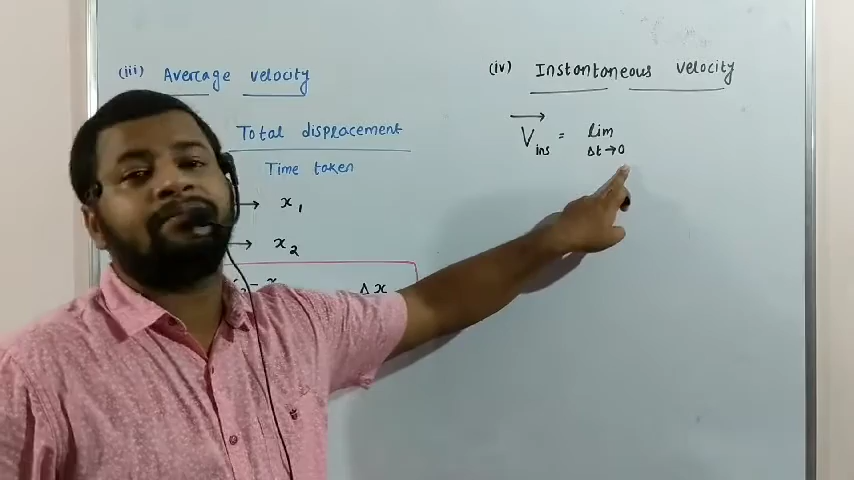 (iii) Average velocity
Total displacement
Time taken
→ x₁
→ x₂
Δx
(iv) Instantoneous velocity
V⃗ins = lim
Δt→0